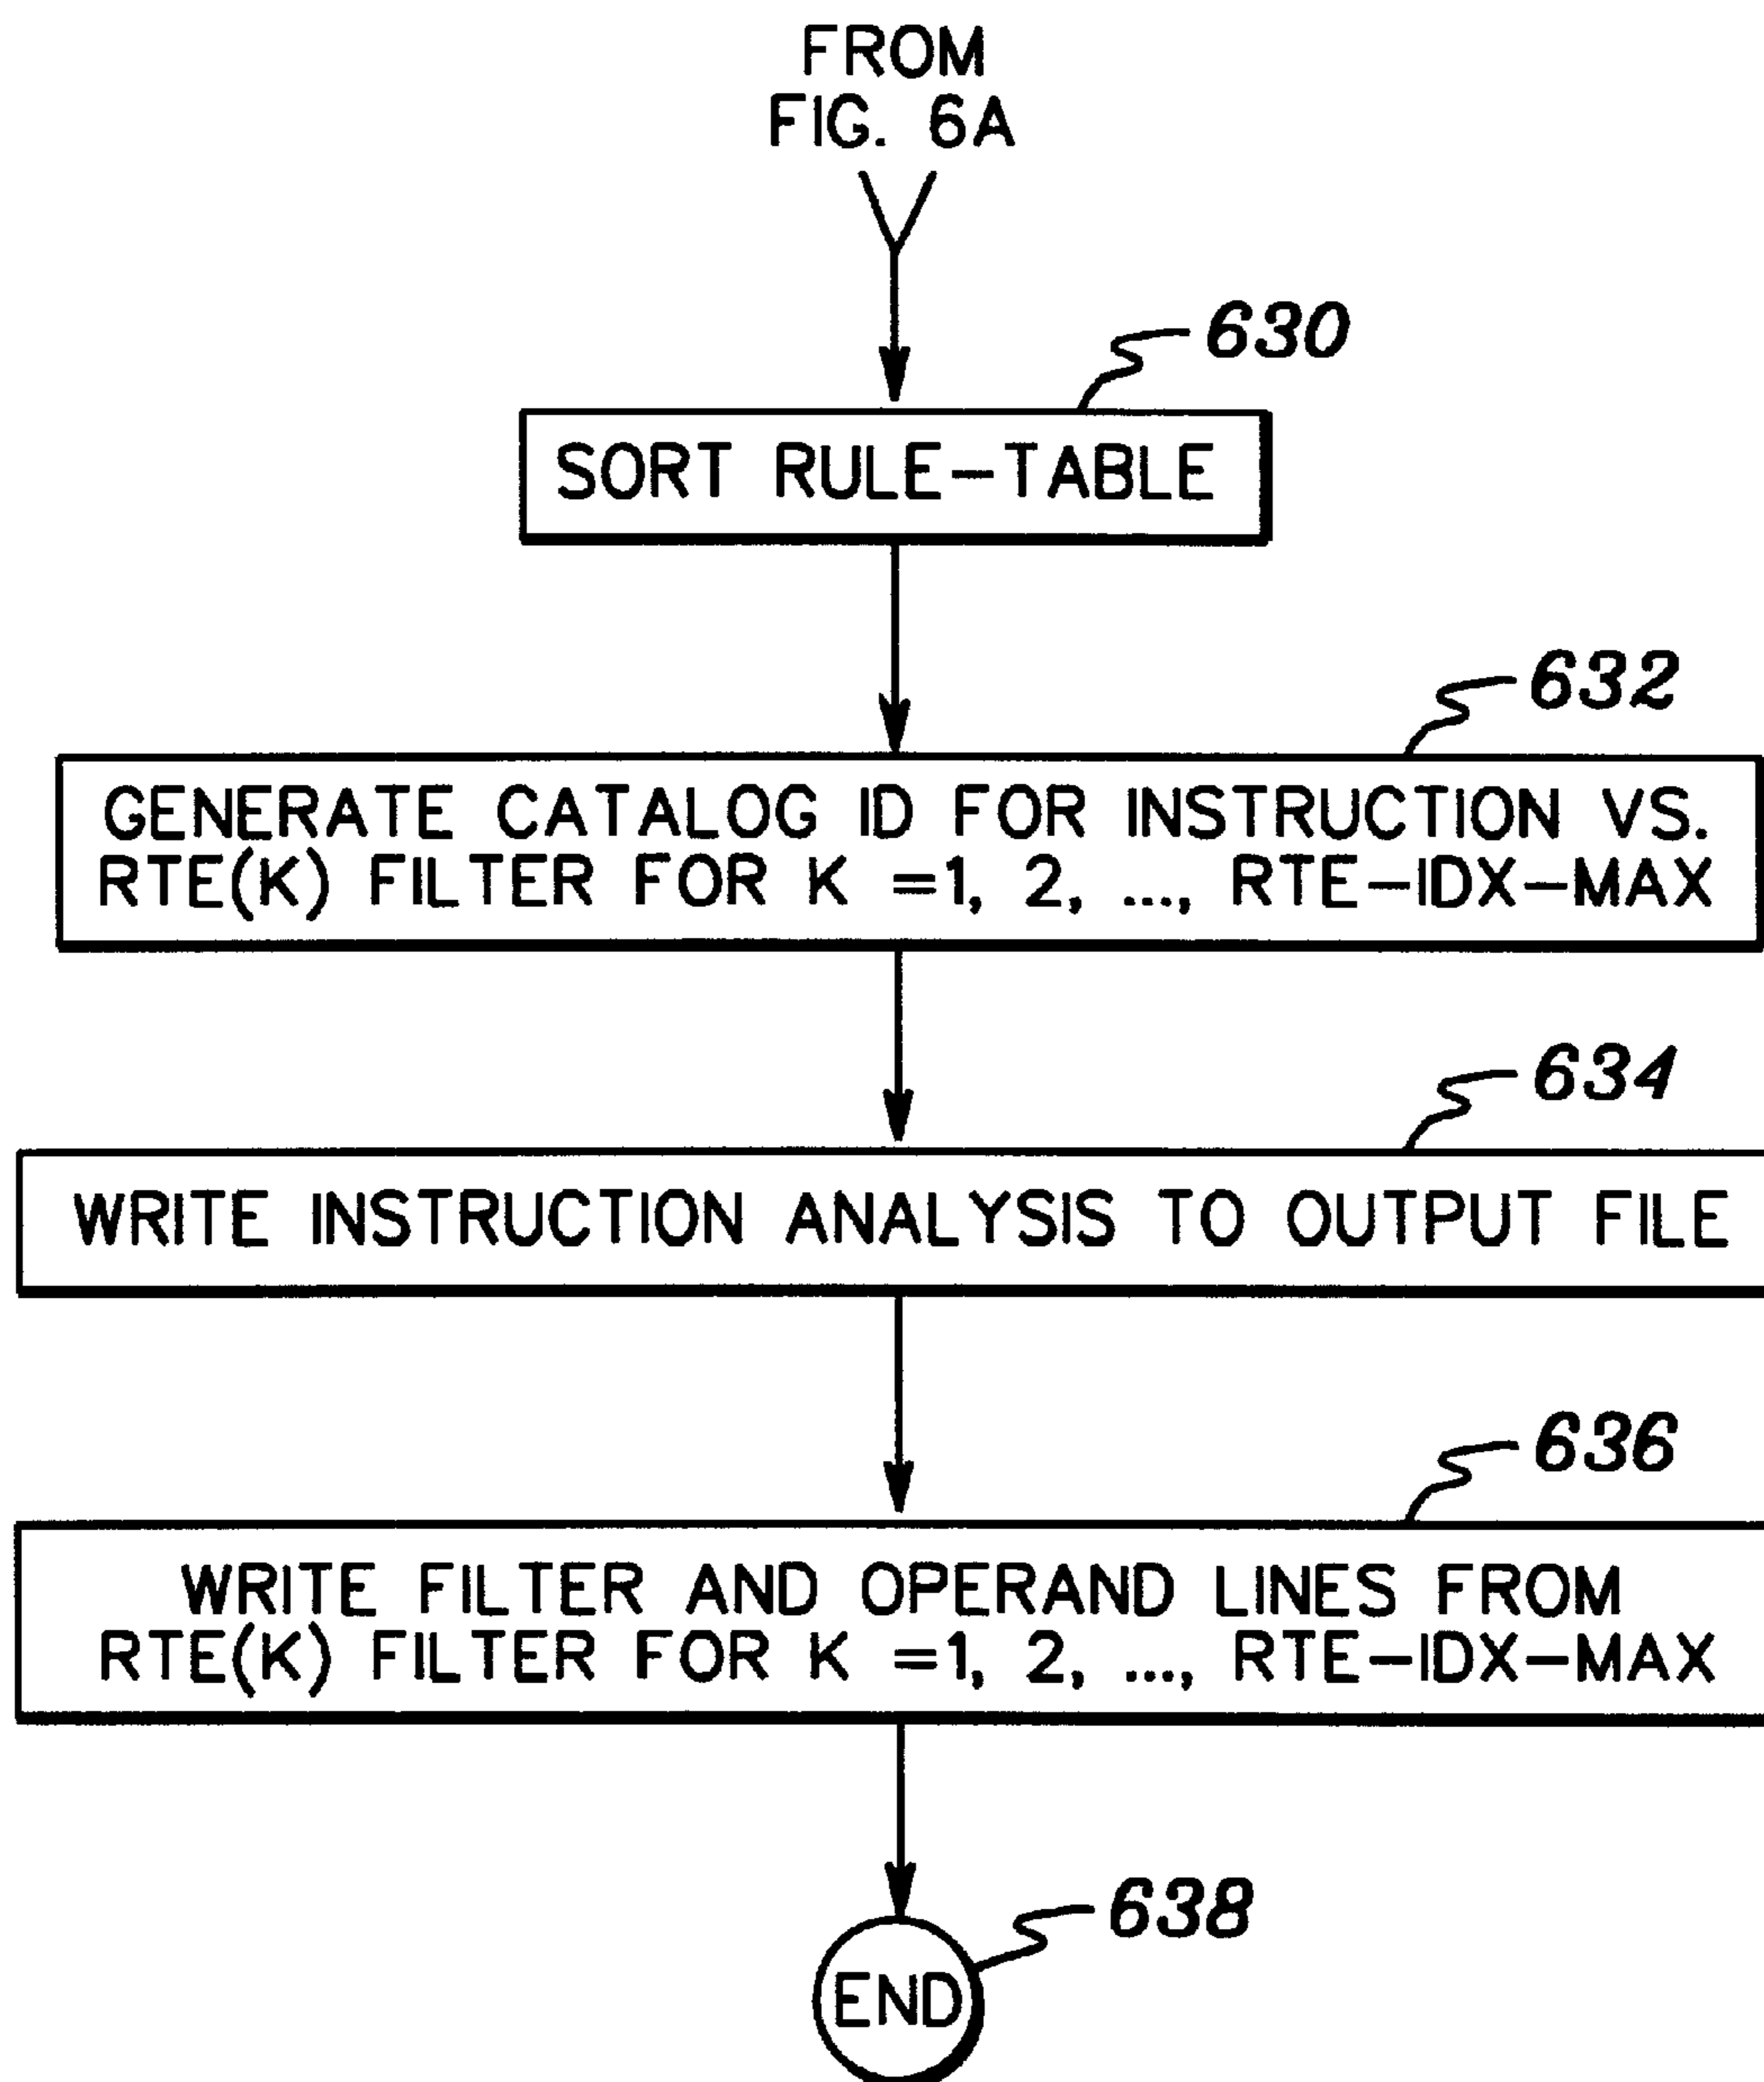 FROM
FIG. 6A
630
SORT RULE-TABLE
632
GENERATE CATALOG ID FOR INSTRUCTION VS.
RTE(K) FILTER FOR K =1, 2, ..., RTE-IDX-MAX
634
WRITE INSTRUCTION ANALYSIS TO OUTPUT FILE
636
WRITE FILTER AND OPERAND LINES FROM
RTE(K) FILTER FOR K =1, 2, ..., RTE-IDX-MAX
638
END